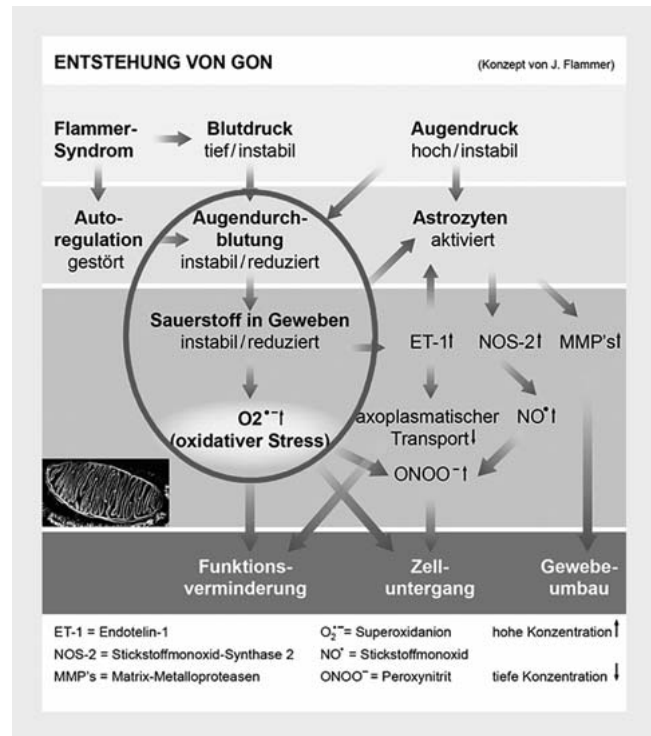 ENTSTEHUNG VON GON
(Konzept von J. Flammer)
Flammer-
Syndrom
Blutdruck
tief/instabil
Augendruck
hoch/instabil
Auto-
regulation
gestört
Augendurch-
blutung
instabil/reduziert
Astrozyten
aktiviert
Sauerstoff in Geweben
instabil/reduziert
ET-1↑
NOS-2↑
MMP's↑
O2•−↑
(oxidativer Stress)
axoplasmatischer
Transport↓
NO•↑
ONOO−↑
Funktions-
verminderung
Zell-
untergang
Gewebe-
umbau
ET-1 = Endotelin-1
NOS-2 = Stickstoffmonoxid-Synthase 2
MMP's = Matrix-Metalloproteasen
O2•−= Superoxidanion
NO• = Stickstoffmonoxid
ONOO− = Peroxynitrit
hohe Konzentration↑
tiefe Konzentration ↓